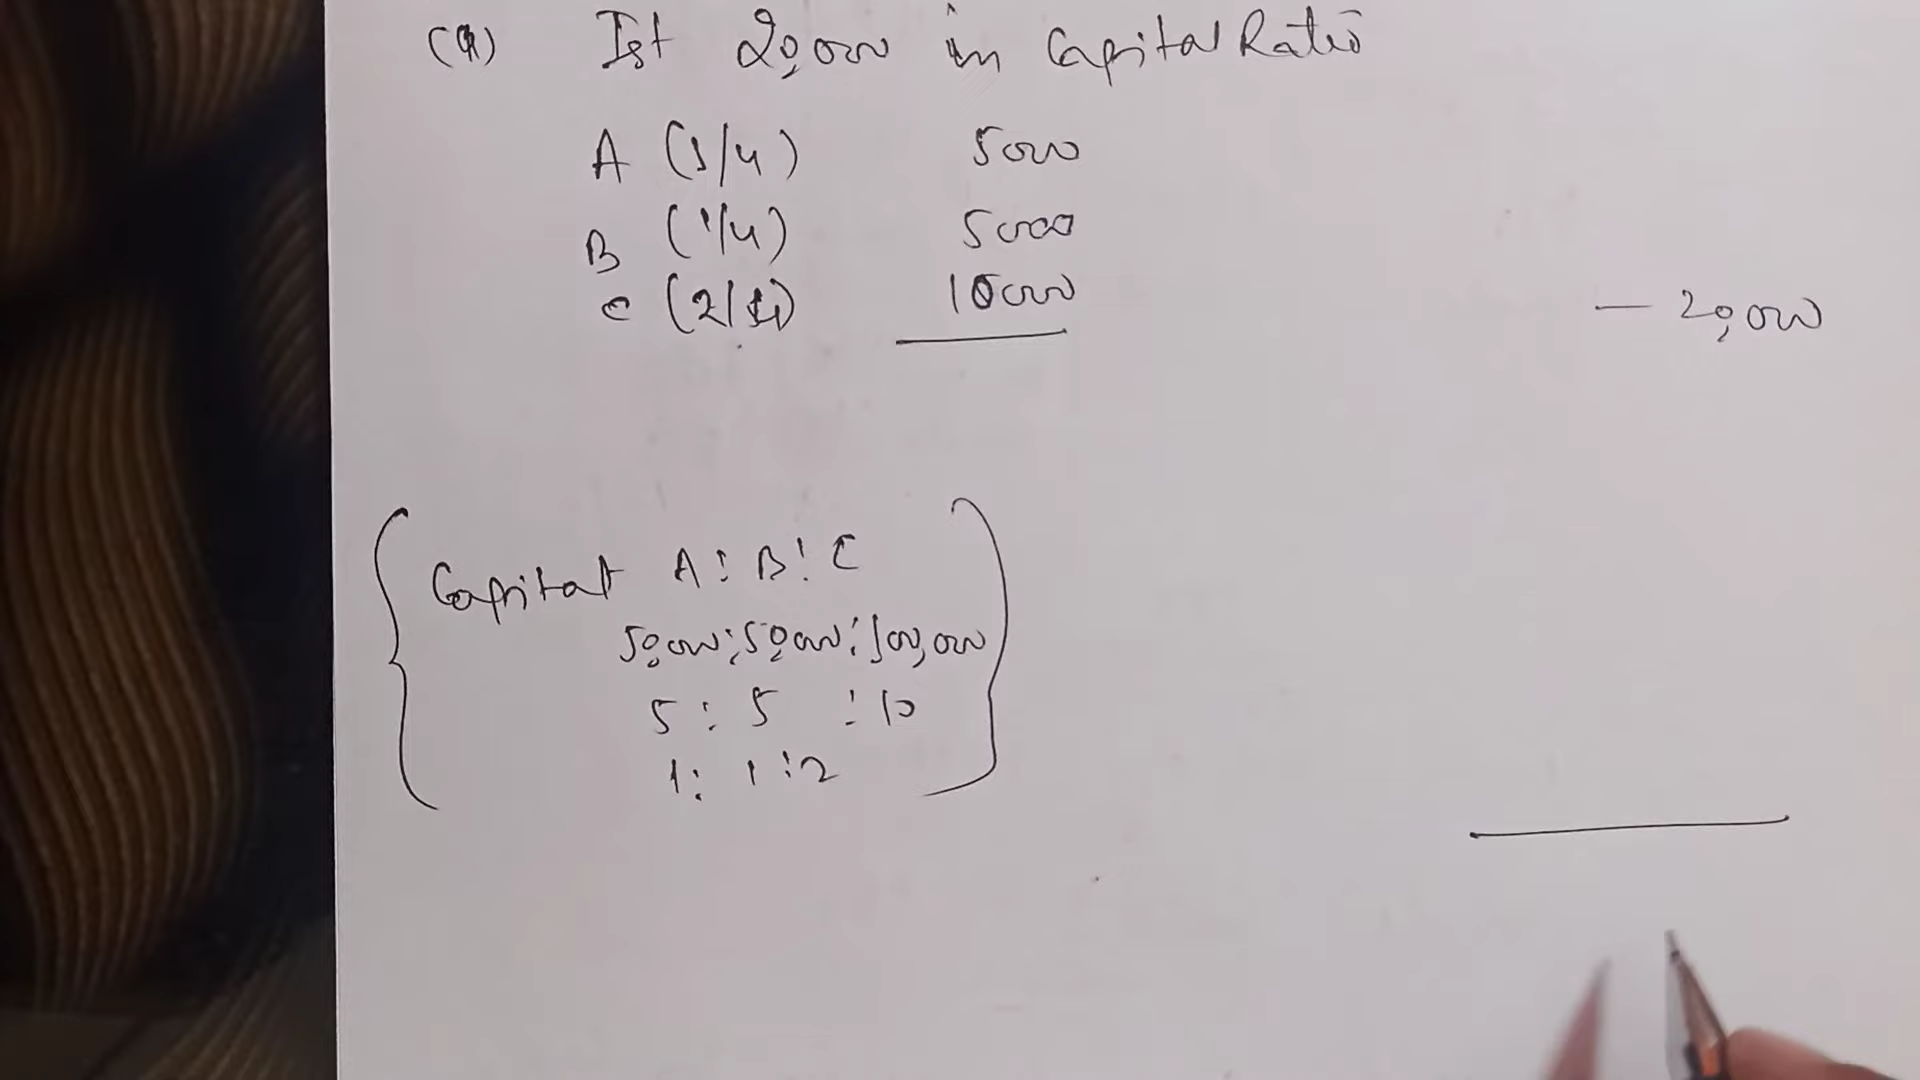 (a) Ist 20,000 in Capital Ratio
A (1/4) 5000
B (1/4) 5000
C (2/4) 10000 — 20,000
Capital A : B : C
50,000 : 50,000 : 100,000
5 : 5 : 10
1 : 1 : 2